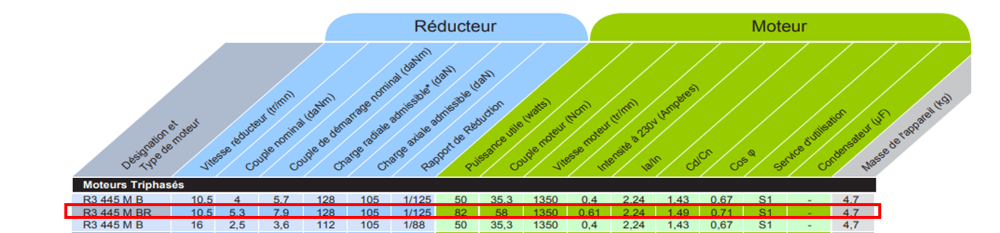 Réducteur
Moteur
Désignation et
Type de moteur
Vitesse réducteur (tr/mn)
Couple nominal (daNm)
Couple de démarrage nominal (daNm)
Charge radiale admissible* (daN)
Charge axiale admissible (daN)
Rapport de Réduction
Puissance utile (watts)
Couple moteur (Ncm)
Vitesse moteur (tr/mn)
Intensité à 230v (Ampères)
Ia/In
Cd/Cn
Cos φ
Service d'utilisation
Condensateur (µF)
Masse de l'appareil (kg)
Moteurs Triphasés
R3 445 M B 10.5 4 5.7 128 105 1/125 50 35,3 1350 0.4 2.24 1.43 0.67 S1 - 4.7
R3 445 M BR 10.5 5.3 7.9 128 105 1/125 82 58 1350 0.61 2.24 1.49 0.71 S1 - 4.7
R3 445 M B 16 2,5 3,6 112 105 1/88 50 35,3 1350 0,4 2,24 1,43 0,67 S1 - 4,7